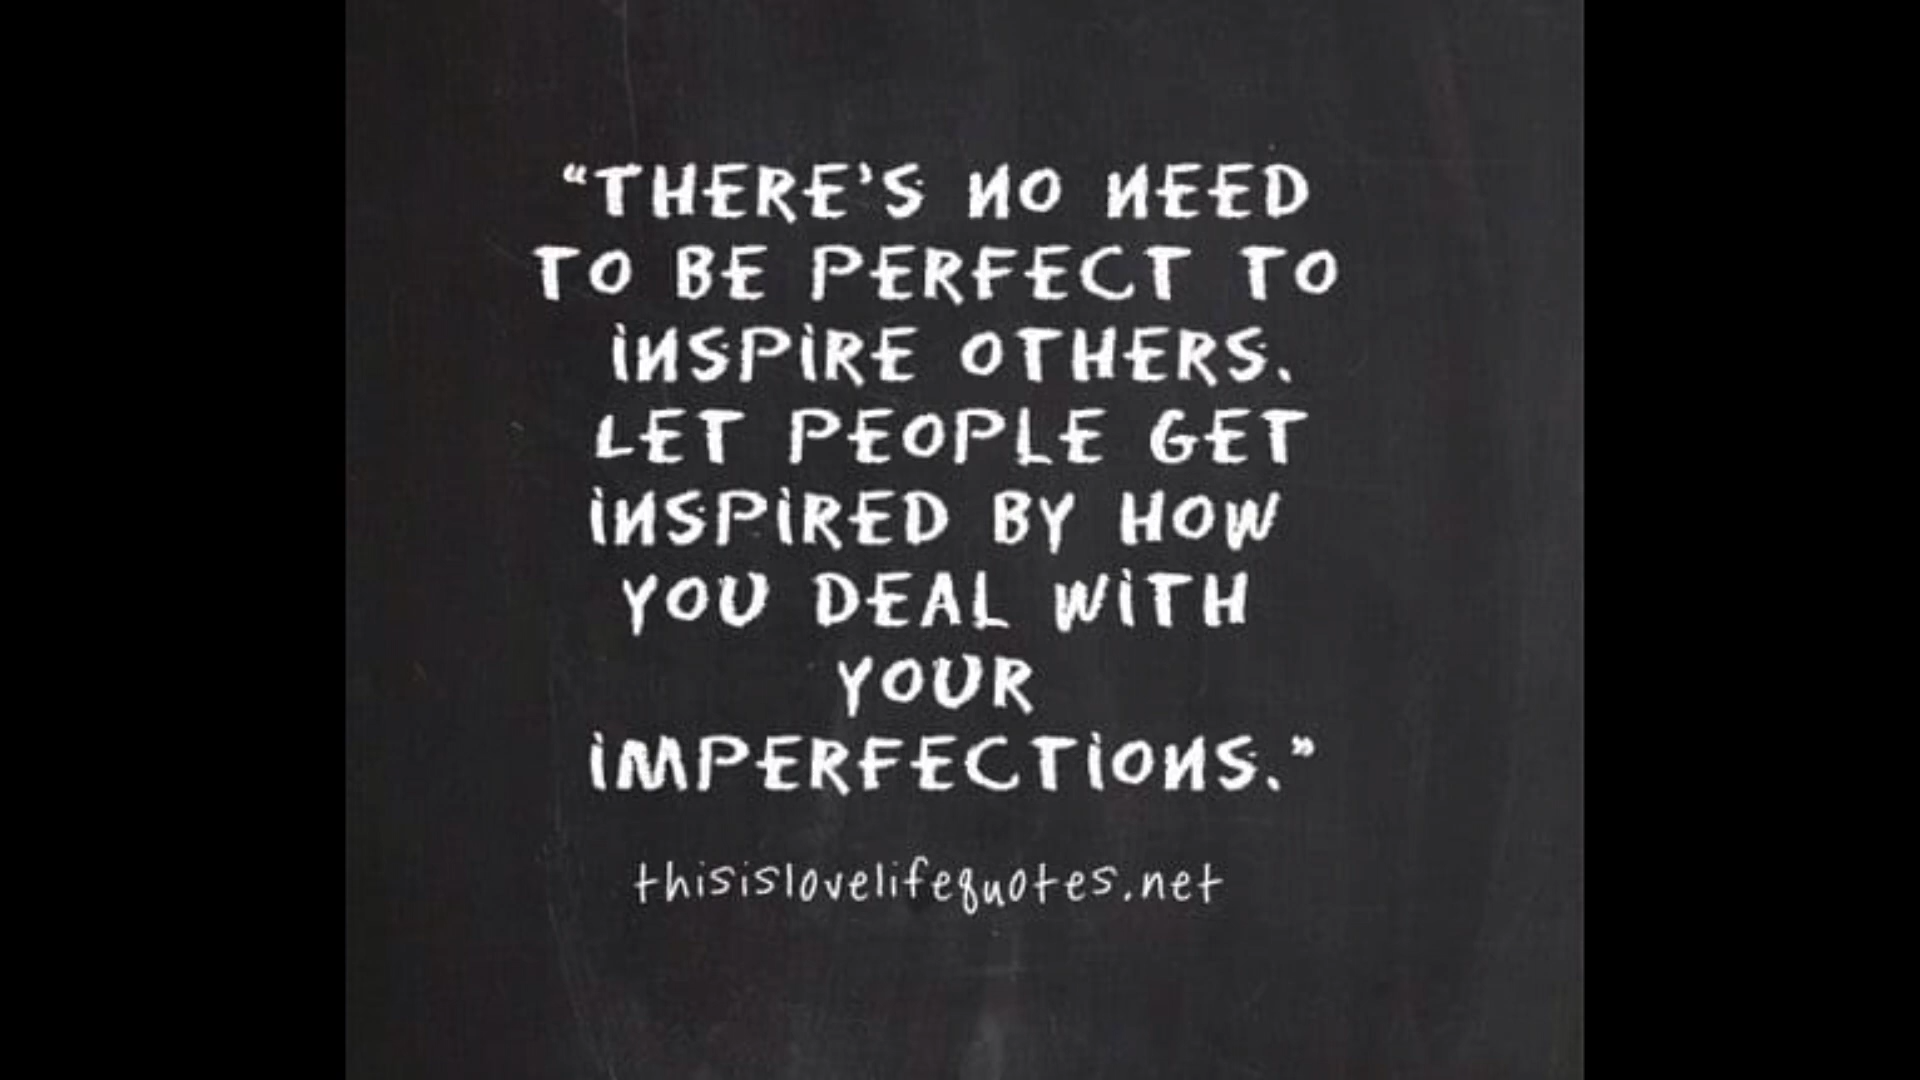 “THERE’S NO NEED
TO BE PERFECT TO
iNSPiRE OTHERS.
LET PEOPLE GET
iNSPiRED BY HOW
YOU DEAL WiTH
YOUR
iMPERFECTiONS.”
thisislovelifequotes.net